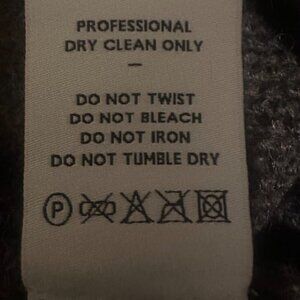 PROFESSIONAL
DRY CLEAN ONLY
–
DO NOT TWIST
DO NOT BLEACH
DO NOT IRON
DO NOT TUMBLE DRY
P